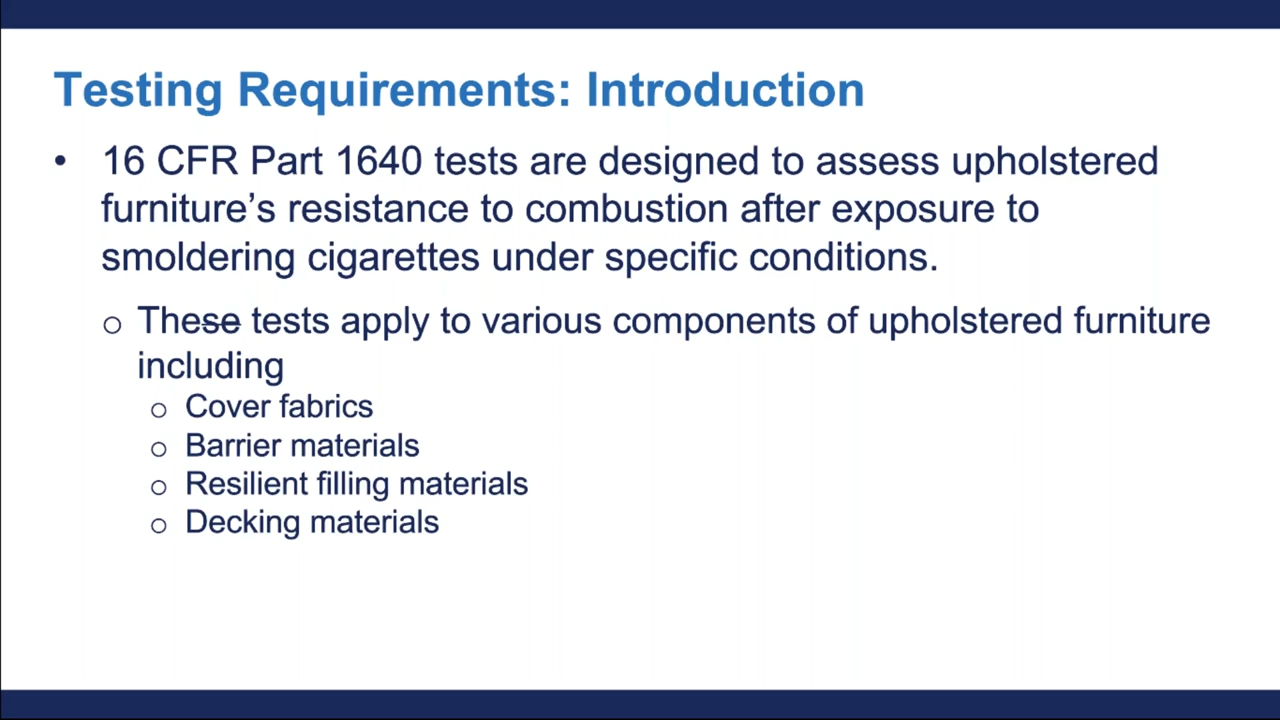 Testing Requirements: Introduction
• 16 CFR Part 1640 tests are designed to assess upholstered
furniture’s resistance to combustion after exposure to
smoldering cigarettes under specific conditions.
o These tests apply to various components of upholstered furniture
including
o Cover fabrics
o Barrier materials
o Resilient filling materials
o Decking materials